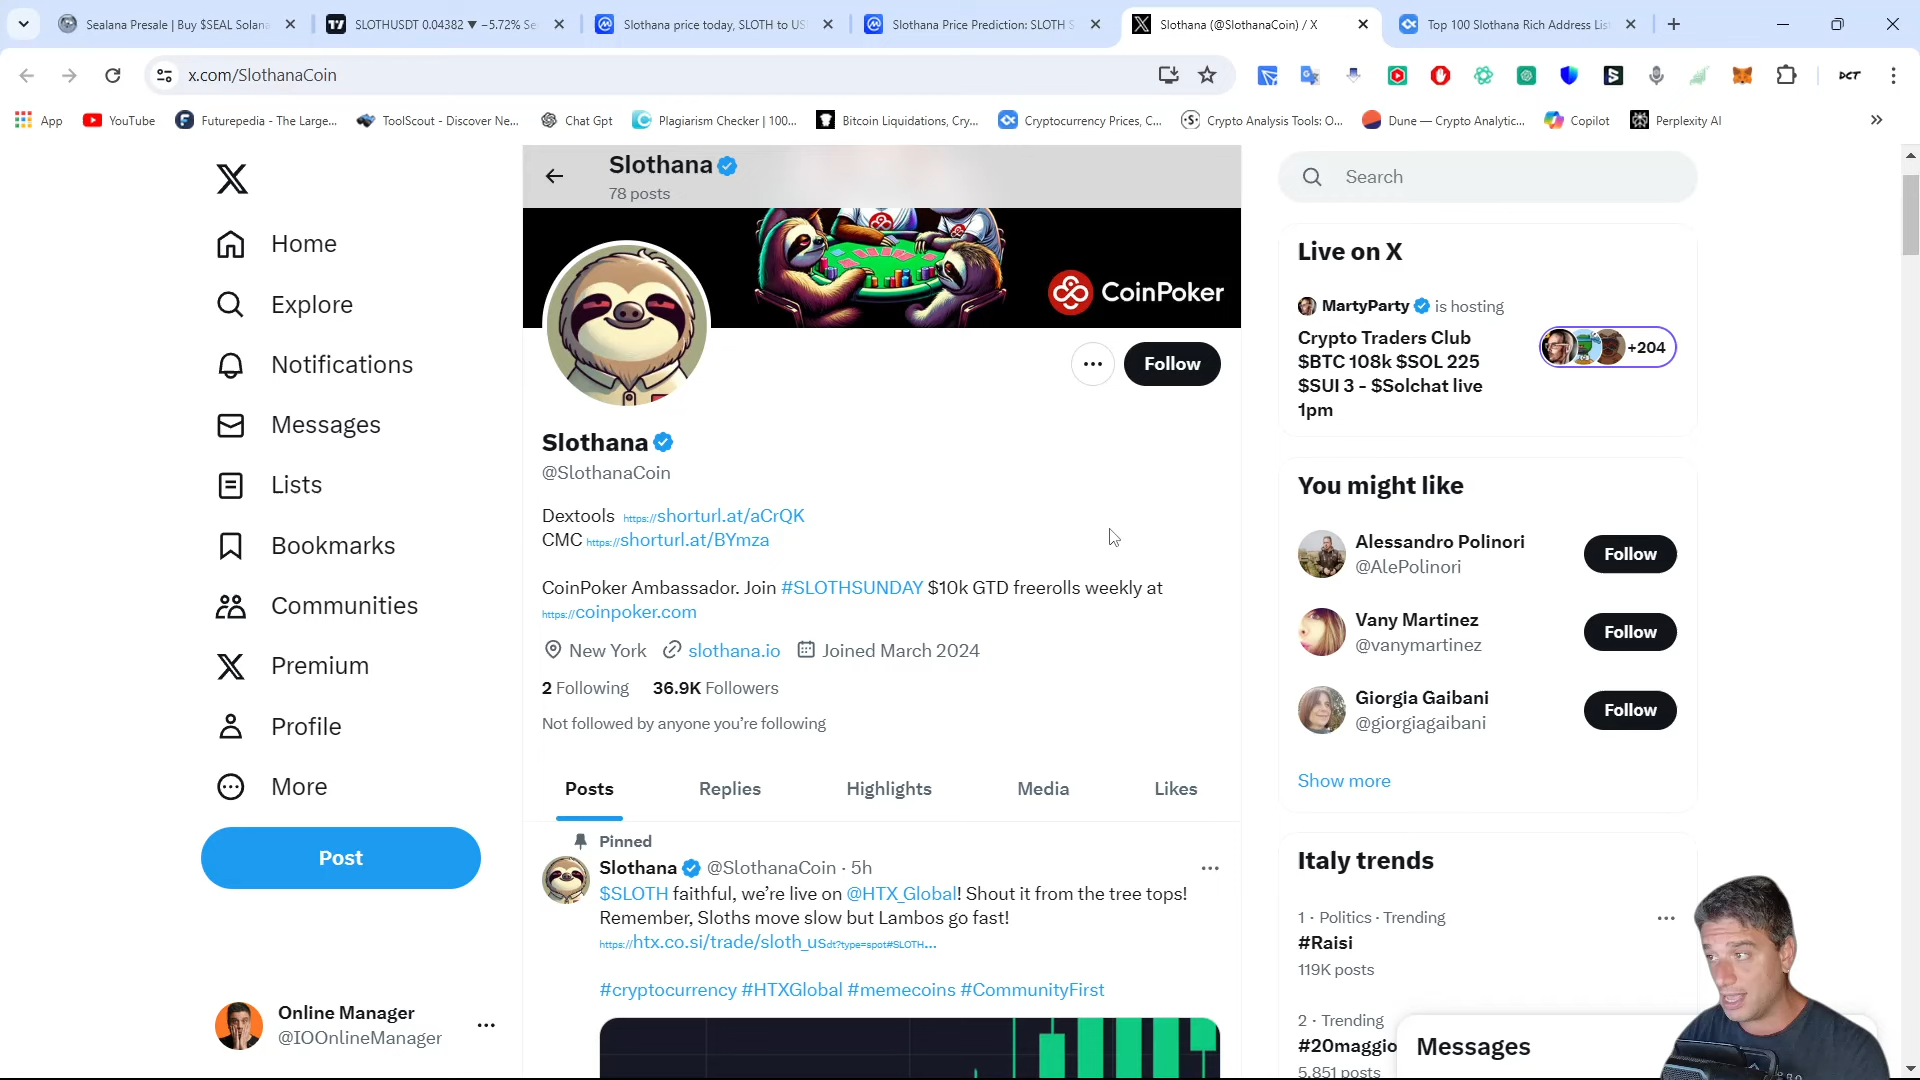 Sealana Presale | Buy $SEAL Solana
SLOTHUSDT 0.04382 ▼ −5.72% Se
Slothana price today, SLOTH to US
Slothana Price Prediction: SLOTH S
Slothana (@SlothanaCoin) / X
Top 100 Slothana Rich Address List
x.com/SlothanaCoin
DCT
App
YouTube
Futurepedia - The Large...
ToolScout - Discover Ne...
Chat Gpt
Plagiarism Checker | 100...
Bitcoin Liquidations, Cry...
Cryptocurrency Prices, C...
Crypto Analysis Tools: O...
Dune — Crypto Analytic...
Copilot
Perplexity AI
Home
Explore
Notifications
Messages
Lists
Bookmarks
Communities
Premium
Profile
More
Post
Online Manager
@IOOnlineManager
Slothana
78 posts
CoinPoker
Follow
Slothana
@SlothanaCoin
Dextools https://shorturl.at/aCrQK
CMC https://shorturl.at/BYmza
CoinPoker Ambassador. Join #SLOTHSUNDAY $10k GTD freerolls weekly at
https://coinpoker.com
New York slothana.io Joined March 2024
2 Following 36.9K Followers
Not followed by anyone you’re following
Posts Replies Highlights Media Likes
Pinned
Slothana @SlothanaCoin · 5h
$SLOTH faithful, we’re live on @HTX_Global! Shout it from the tree tops!
Remember, Sloths move slow but Lambos go fast!
https://htx.co.si/trade/sloth_usdt?type=spot#SLOTH...
#cryptocurrency #HTXGlobal #memecoins #CommunityFirst
Search
Live on X
MartyParty is hosting
Crypto Traders Club
$BTC 108k $SOL 225
$SUI 3 - $Solchat live
1pm
+204
You might like
Alessandro Polinori
@AlePolinori
Follow
Vany Martinez
@vanymartinez
Follow
Giorgia Gaibani
@giorgiagaibani
Follow
Show more
Italy trends
1 · Politics · Trending
#Raisi
119K posts
2 · Trending
#20maggio
5,851 posts
Messages